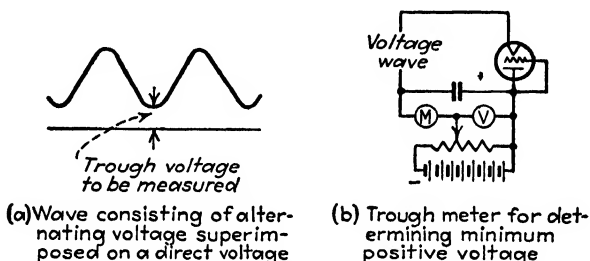 Trough voltage
to be measured
(a) Wave consisting of alter-
nating voltage superim-
posed on a direct voltage
Voltage
wave
M
V
(b) Trough meter for det-
ermining minimum
positive voltage